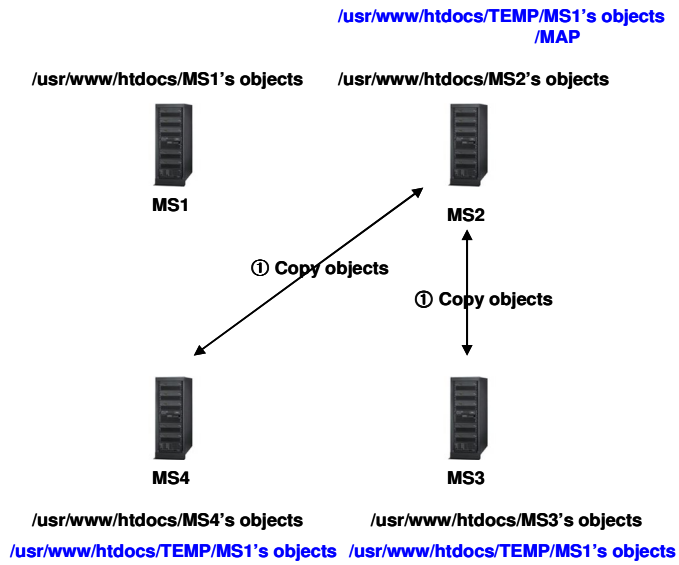 /usr/www/htdocs/TEMP/MS1's objects
/MAP
/usr/www/htdocs/MS1's objects
/usr/www/htdocs/MS2's objects
MS1
MS2
① Copy objects
① Copy objects
MS4
MS3
/usr/www/htdocs/MS4's objects
/usr/www/htdocs/MS3's objects
/usr/www/htdocs/TEMP/MS1's objects
/usr/www/htdocs/TEMP/MS1's objects